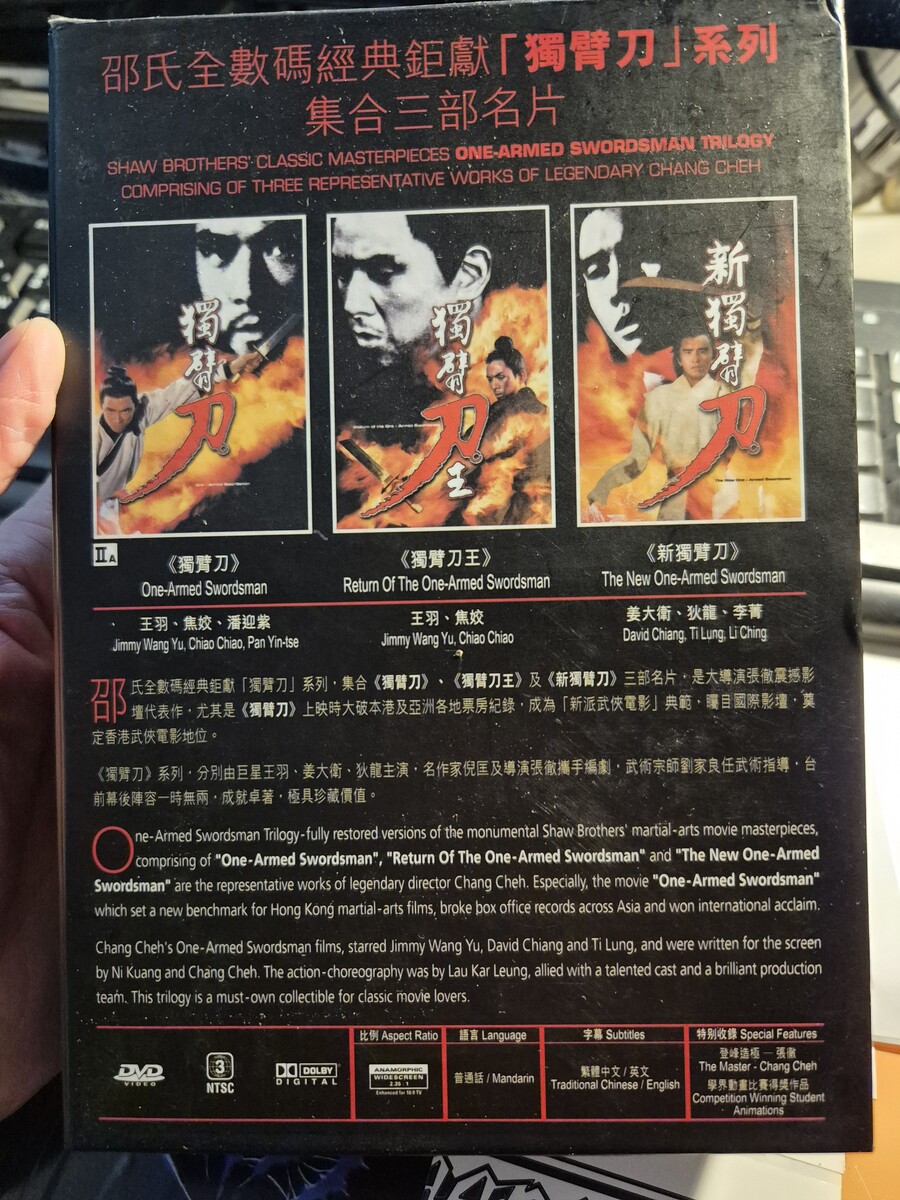 邵氏全數碼經典鉅獻「獨臂刀」系列
集合三部名片
SHAW BROTHERS' CLASSIC MASTERPIECES ONE-ARMED SWORDSMAN TRILOGY
COMPRISING OF THREE REPRESENTATIVE WORKS OF LEGENDARY CHANG CHEH
獨臂刀
One - Armed Swordsman
獨臂刀王
Return of the One - Armed Swordsman
新獨臂刀
The New One - Armed Swordsman
IIA
《獨臂刀》
One-Armed Swordsman
王羽、焦姣、潘迎紫
Jimmy Wang Yu, Chiao Chiao, Pan Yin-tse
《獨臂刀王》
Return Of The One-Armed Swordsman
王羽、焦姣
Jimmy Wang Yu, Chiao Chiao
《新獨臂刀》
The New One-Armed Swordsman
姜大衛、狄龍、李菁
David Chiang, Ti Lung, Li Ching
邵氏全數碼經典鉅獻「獨臂刀」系列，集合《獨臂刀》、《獨臂刀王》及《新獨臂刀》三部名片，是大導演張徹震撼影
壇代表作，尤其是《獨臂刀》上映時大破本港及亞洲各地票房紀錄，成為「新派武俠電影」典範，矚目國際影壇，奠
定香港武俠電影地位。
《獨臂刀》系列，分別由巨星王羽、姜大衛、狄龍主演，名作家倪匡及導演張徹攜手編劇，武術宗師劉家良任武術指導，台
前幕後陣容一時無兩，成就卓著，極具珍藏價值。
One-Armed Swordsman Trilogy-fully restored versions of the monumental Shaw Brothers' martial-arts movie masterpieces,
comprising of "One-Armed Swordsman", "Return Of The One-Armed Swordsman" and "The New One-Armed
Swordsman" are the representative works of legendary director Chang Cheh. Especially, the movie "One-Armed Swordsman"
which set a new benchmark for Hong Kong martial-arts films, broke box office records across Asia and won international acclaim.
Chang Cheh's One-Armed Swordsman films, starred Jimmy Wang Yu, David Chiang and Ti Lung, and were written for the screen
by Ni Kuang and Chang Cheh. The action-choreography was by Lau Kar Leung, allied with a talented cast and a brilliant production
team. This trilogy is a must-own collectible for classic movie lovers.
DVD
VIDEO
3
NTSC
DOLBY
DIGITAL
比例 Aspect Ratio
ANAMORPHIC
WIDESCREEN
2.35 : 1
Enhanced for 16:9 TV
語言 Language
普通話 / Mandarin
字幕 Subtitles
繁體中文 / 英文
Traditional Chinese / English
特別收錄 Special Features
登峰造極 — 張徹
The Master - Chang Cheh
學界動畫比賽得獎作品
Competition Winning Student
Animations